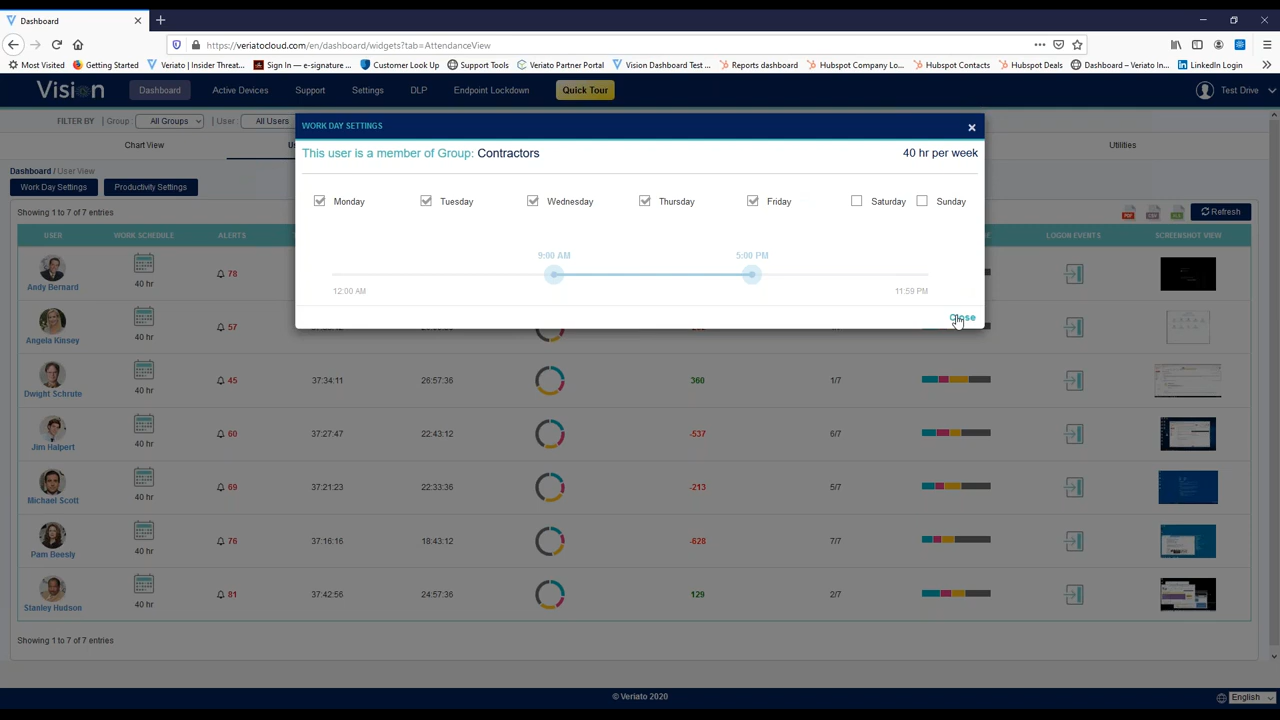 Dashboard
https://veriatocloud.com/en/dashboard/widgets?tab=AttendanceView
Most Visited Getting Started Veriato | Insider Threat... Sign In — e-signature ... Customer Look Up Support Tools Veriato Partner Portal Vision Dashboard Test ... Reports dashboard Hubspot Company Lo... Hubspot Contacts Hubspot Deals Dashboard – Veriato In... LinkedIn Login
Vision Dashboard Active Devices Support Settings DLP Endpoint Lockdown Quick Tour Test Drive
FILTER BY | Group : All Groups | User : All Users
WORK DAY SETTINGS
Chart View Utilities
This user is a member of Group: Contractors 40 hr per week
Dashboard / User View
Work Day Settings Productivity Settings
Monday Tuesday Wednesday Thursday Friday Saturday Sunday
Showing 1 to 7 of 7 entries PDF Refresh
USER WORK SCHEDULE ALERTS LOGON EVENTS SCREENSHOT VIEW
9:00 AM 5:00 PM
12:00 AM 11:59 PM
Close
Andy Bernard 40 hr 78
Angela Kinsey 40 hr 57
Dwight Schrute 40 hr 45 37:34:11 26:57:36 360 1/7
Jim Halpert 40 hr 60 37:27:47 22:43:12 -537 6/7
Michael Scott 40 hr 69 37:21:23 22:33:36 -213 5/7
Pam Beesly 40 hr 76 37:16:16 18:43:12 -628 7/7
Stanley Hudson 40 hr 81 37:42:56 24:57:36 129 2/7
Showing 1 to 7 of 7 entries
© Veriato 2020
English